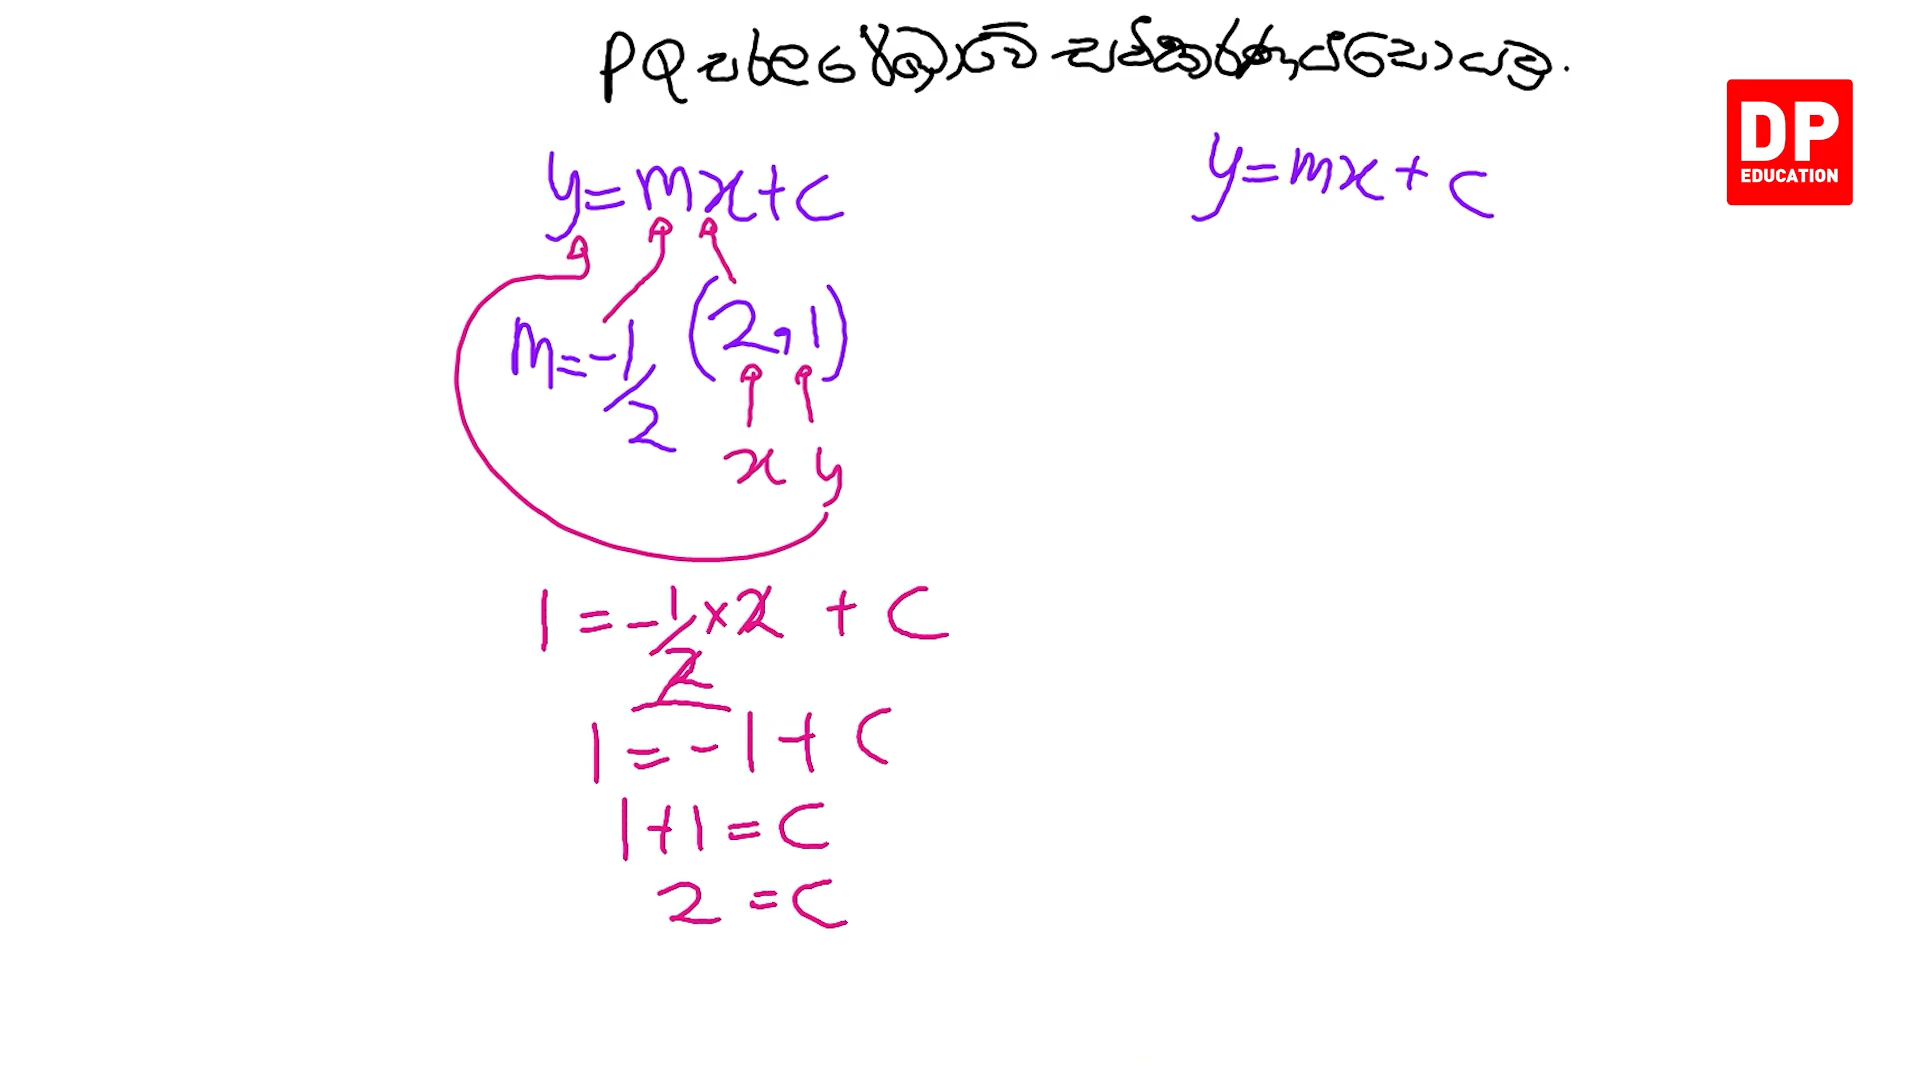 PQ සරල රේඛාවේ සමීකරණය සොයන්න.
y = mx + c
y = mx + c
m = -1/2 (2,1)
x y
1 = -1/2 × 2 + C
1 = -1 + C
1+1 = C
2 = C
DP
EDUCATION